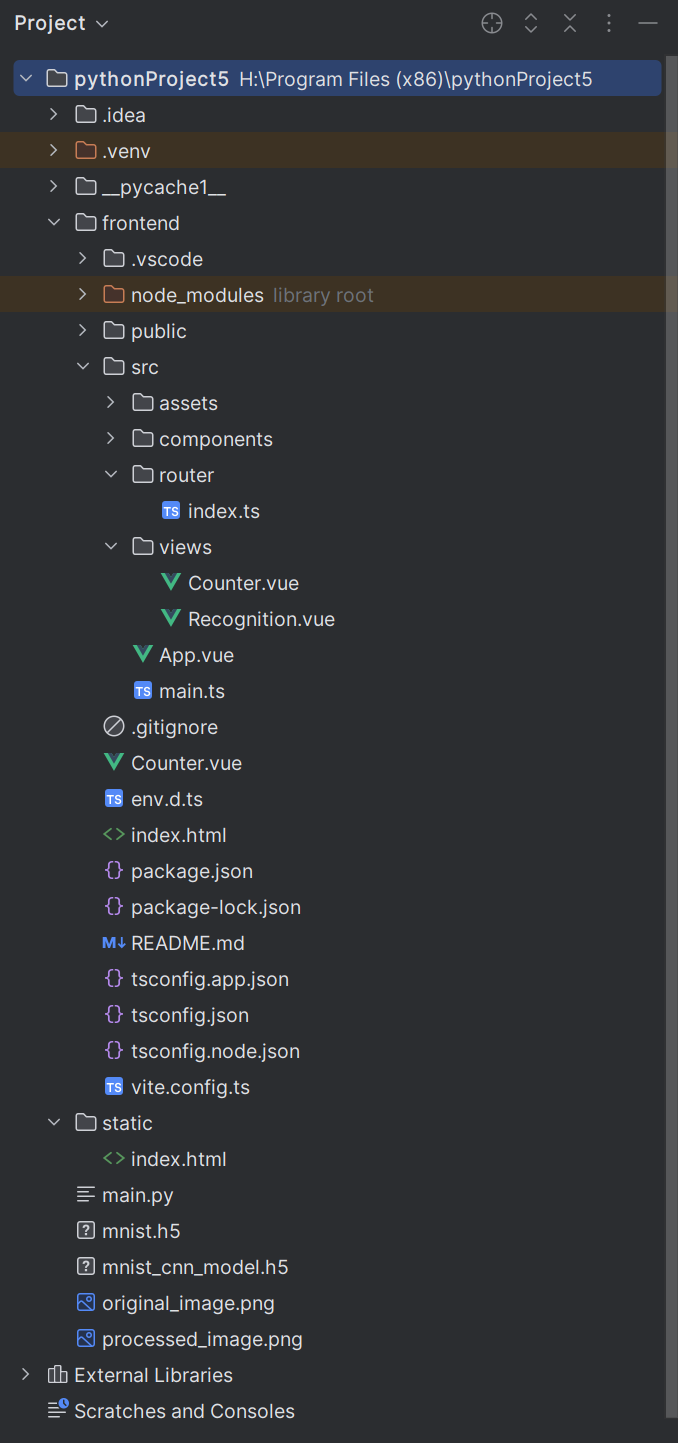 Project
pythonProject5 H:\Program Files (x86)\pythonProject5
.idea
.venv
__pycache1__
frontend
.vscode
node_modules library root
public
src
assets
components
router
TS index.ts
views
Counter.vue
Recognition.vue
App.vue
TS main.ts
.gitignore
Counter.vue
TS env.d.ts
<> index.html
{} package.json
{} package-lock.json
M↓ README.md
{} tsconfig.app.json
{} tsconfig.json
{} tsconfig.node.json
TS vite.config.ts
static
<> index.html
main.py
? mnist.h5
? mnist_cnn_model.h5
original_image.png
processed_image.png
External Libraries
Scratches and Consoles